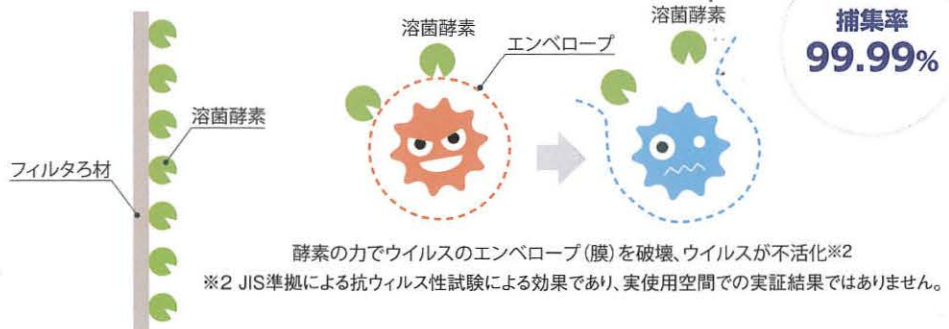 溶菌酵素
エンベロープ
溶菌酵素
捕集率
99.99%
溶菌酵素
フィルタろ材
酵素の力でウイルスのエンベロープ(膜)を破壊、ウイルスが不活化※2
※2 JIS準拠による抗ウィルス性試験による効果であり、実使用空間での実証結果ではありません。